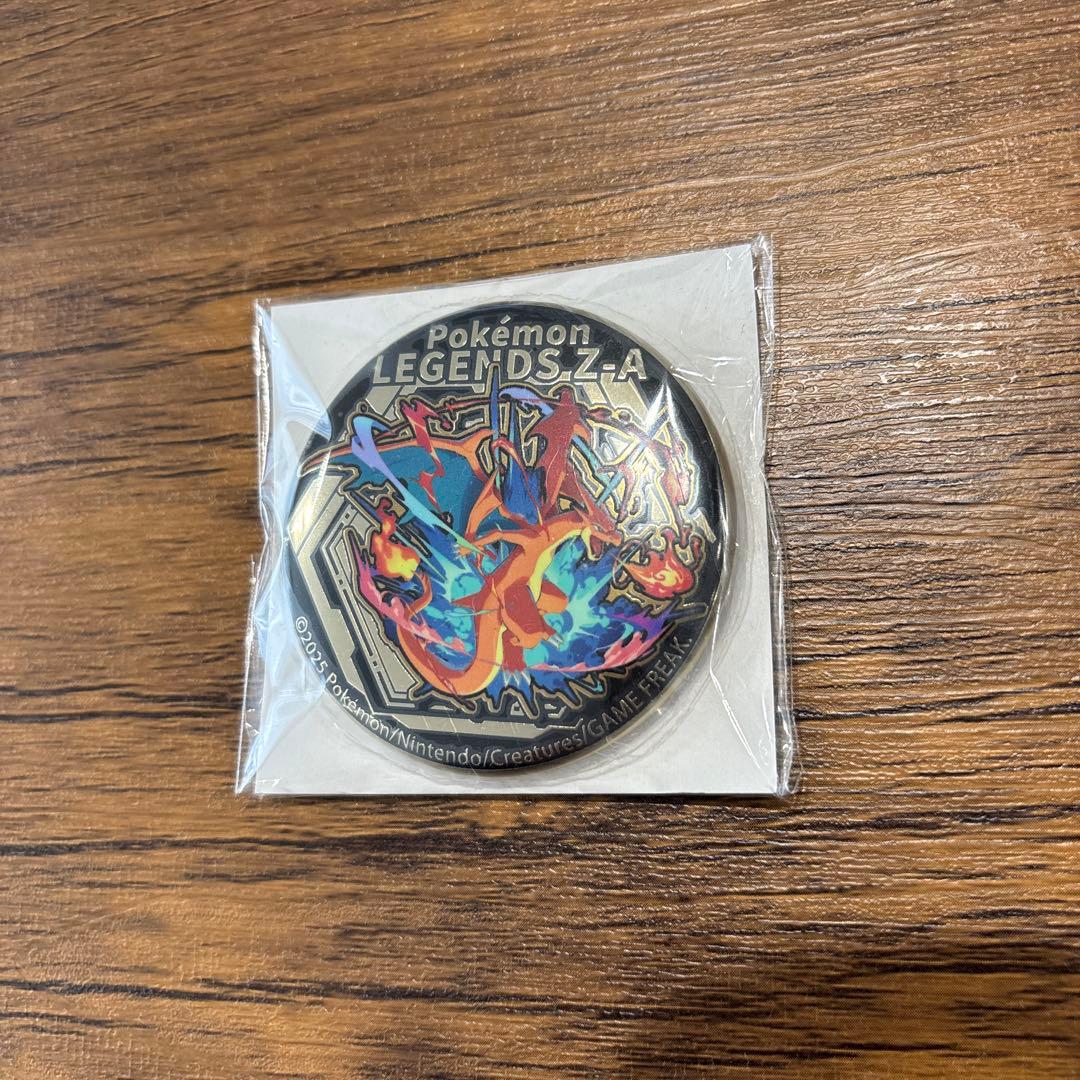 Pokémon
LEGENDS Z-A
©2025 Pokémon/Nintendo/Creatures/GAME FREAK.